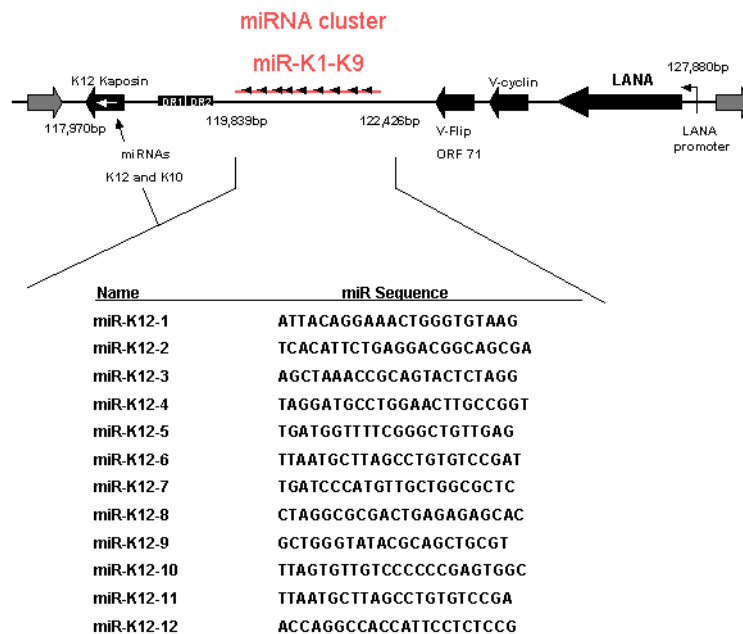 miRNA cluster
miR-K1-K9
K12 Kaposin
DR1 DR2
V-cyclin
LANA
127,880bp
117,970bp
119,839bp
122,426bp
V-Flip
ORF 71
LANA
promoter
miRNAs
K12 and K10
Name miR Sequence
miR-K12-1 ATTACAGGAAACTGGGTGTAAG
miR-K12-2 TCACATTCTGAGGACGGCAGCGA
miR-K12-3 AGCTAAACCGCAGTACTCTAGG
miR-K12-4 TAGGATGCCTGGAACTTGCCGGT
miR-K12-5 TGATGGTTTTCGGGCTGTTGAG
miR-K12-6 TTAATGCTTAGCCTGTGTCCGAT
miR-K12-7 TGATCCCATGTTGCTGGCGCTC
miR-K12-8 CTAGGCGCGACTGAGAGAGCAC
miR-K12-9 GCTGGGTATACGCAGCTGCGT
miR-K12-10 TTAGTGTTGTCCCCCCGAGTGGC
miR-K12-11 TTAATGCTTAGCCTGTGTCCGA
miR-K12-12 ACCAGGCCACCATTCCTCTCCG